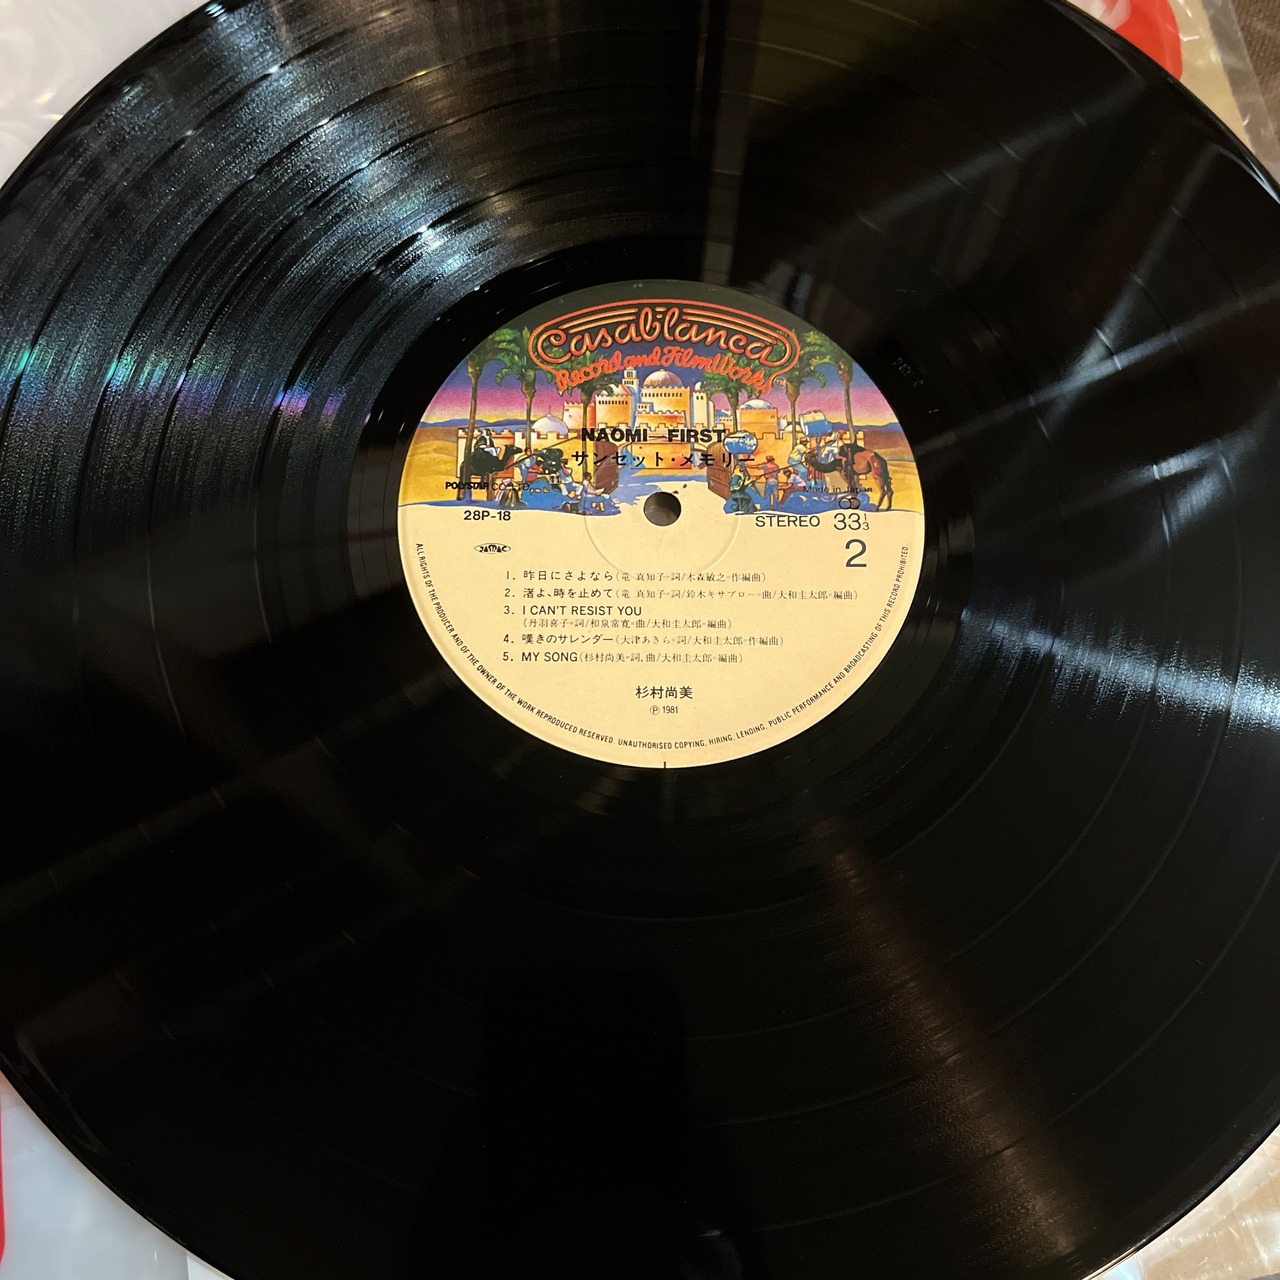 Casablanca
Record and FilmWorks
NAOMI FIRST
サンセット・メモリー
POLYSTAR CO., LTD.
Made in Japan
28P-18
STEREO 33 1/3
JASRAC
2
1. 昨日にさよなら(竜 真知子=詞/木森敏之=作編曲)
2. 渚よ、時を止めて(竜 真知子=詞/鈴木キサブロー=曲/大和圭太郎=編曲)
3. I CAN'T RESIST YOU
(丹羽喜子=詞/和泉常寛=曲/大和圭太郎=編曲)
4. 嘆きのサレンダー(大津あきら=詞/大和圭太郎=作編曲)
5. MY SONG(杉村尚美=詞、曲/大和圭太郎=編曲)
杉村尚美
Ⓟ 1981
ALL RIGHTS OF THE PRODUCER AND OF THE OWNER OF THE WORK REPRODUCED RESERVED. UNAUTHORISED COPYING, HIRING, LENDING, PUBLIC PERFORMANCE AND BROADCASTING OF THIS RECORD PROHIBITED.